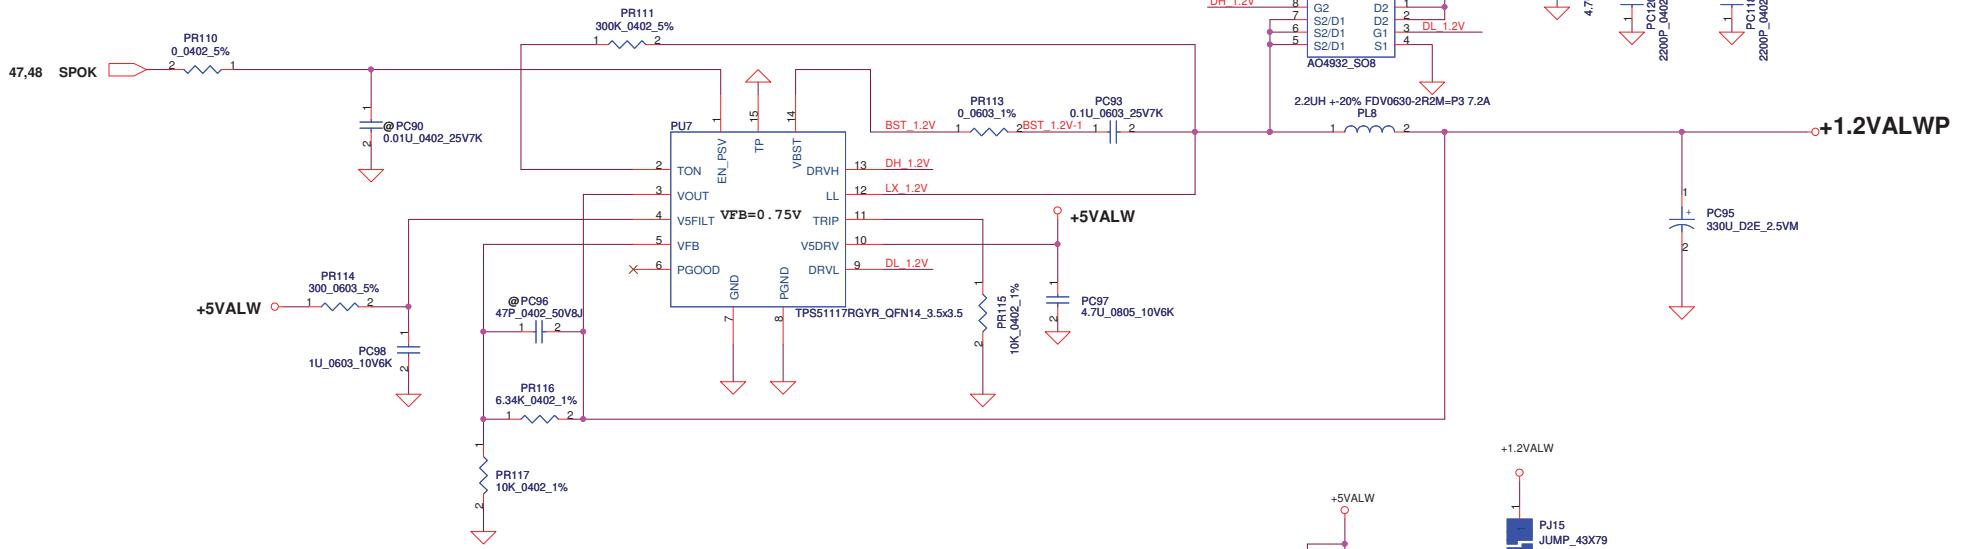 DH_1.2V
8 G2 D2 1
7 S2/D1 D2 2
6 S2/D1 G1 3 DL_1.2V
5 S2/D1 S1 4
AO4932_SO8
4.7
1
1
2200P_0402
2200P_0402
PR111
300K_0402_5%
1 2
PR110
0_0402_5%
47,48 SPOK
2 1
1
@ PC90
0.01U_0402_25V7K
2
PU7
1 15 14
EN_PSV TP VBST
2 TON
3 VOUT
4 V5FILT
5 VFB
6 PGOOD
VFB=0.75V
DRVH 13 DH_1.2V
LL 12 LX_1.2V
TRIP 11
V5DRV 10
DRVL 9 DL_1.2V
GND PGND
7 8
TPS51117RGYR_QFN14_3.5x3.5
BST_1.2V
PR113
0_0603_1%
1 2
BST_1.2V-1
PC93
0.1U_0603_25V7K
1 2
2.2UH +-20% FDV0630-2R2M=P3 7.2A
PL8
1 2
+1.2VALWP
1
+
PC95
330U_D2E_2.5VM
2
+5VALW
1
PC97
4.7U_0805_10V6K
2
1
PR115
10K_0402_1%
2
+5VALW
PR114
300_0603_5%
1 2
1
PC98
1U_0603_10V6K
2
@ PC96
47P_0402_50V8J
1 2
PR116
6.34K_0402_1%
1 2
1
PR117
10K_0402_1%
2
+5VALW
+1.2VALW
1
1
PJ15
JUMP_43X79